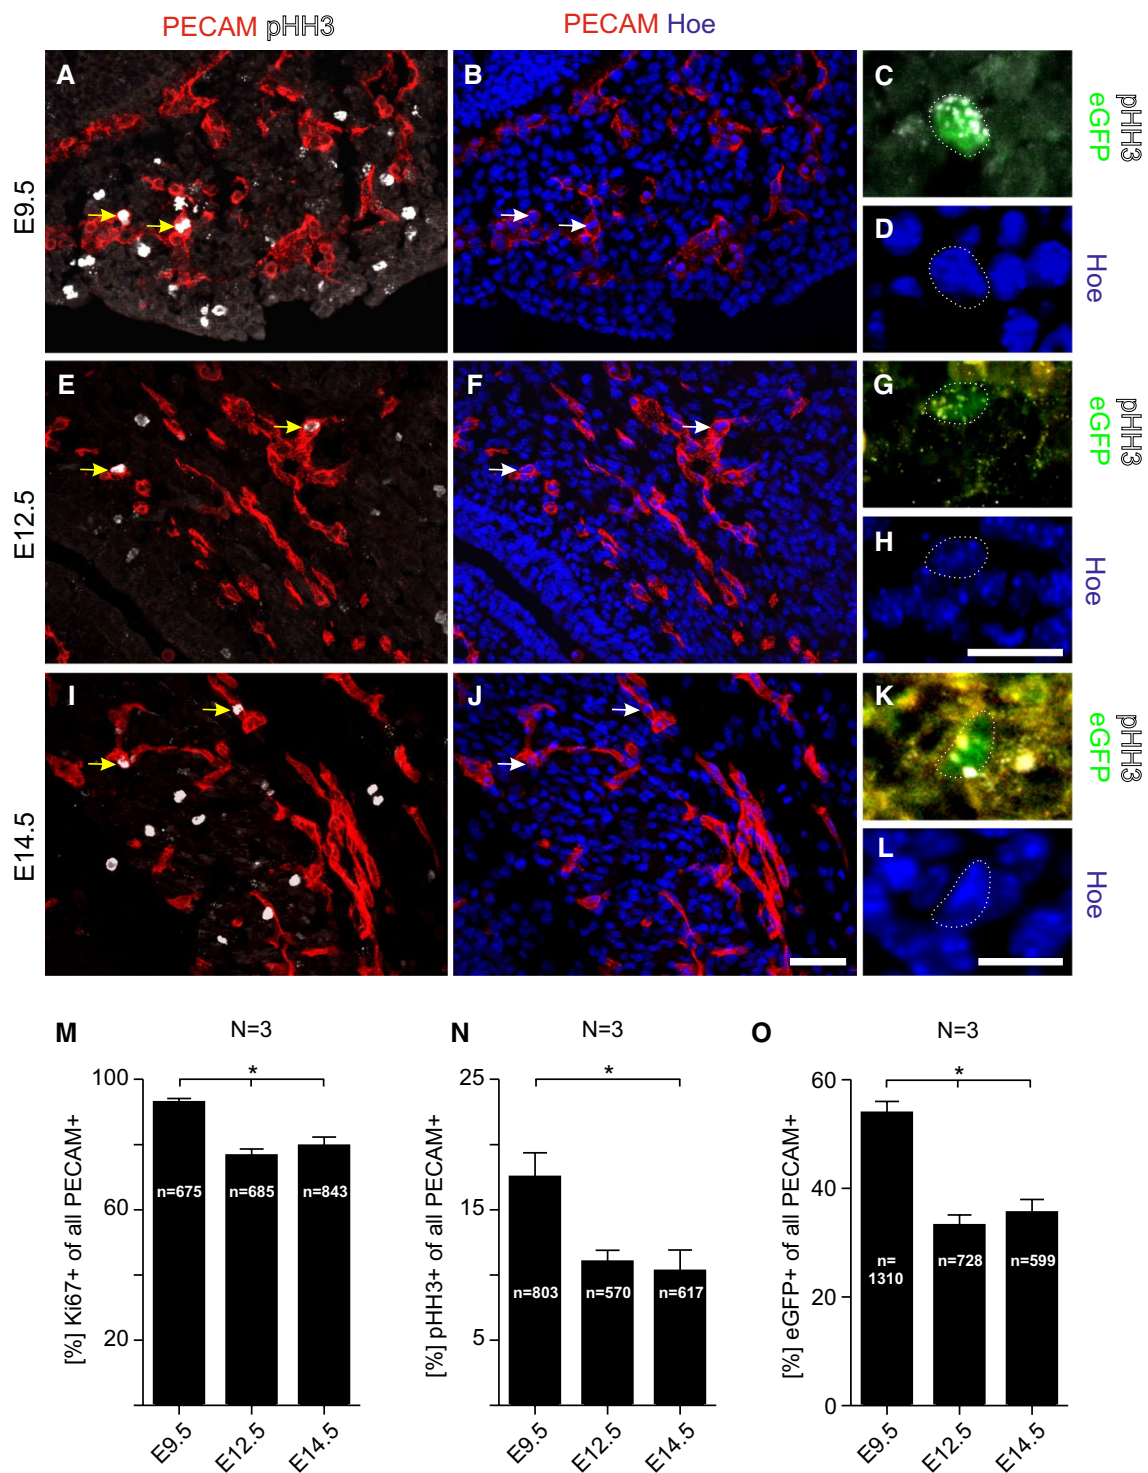 PECAM pHH3
PECAM Hoe
A
B
C
pHH3
eGFP
E9.5
D
Hoe
E
F
G
pHH3
eGFP
E12.5
H
Hoe
I
J
K
pHH3
eGFP
E14.5
L
Hoe
M
N=3
[%] Ki67+ of all PECAM+
100
60
20
*
n=675
n=685
n=843
E9.5
E12.5
E14.5
N
N=3
[%] pHH3+ of all PECAM+
25
15
5
*
n=803
n=570
n=617
E9.5
E12.5
E14.5
O
N=3
[%] eGFP+ of all PECAM+
60
40
20
0
*
n=
1310
n=728
n=599
E9.5
E12.5
E14.5